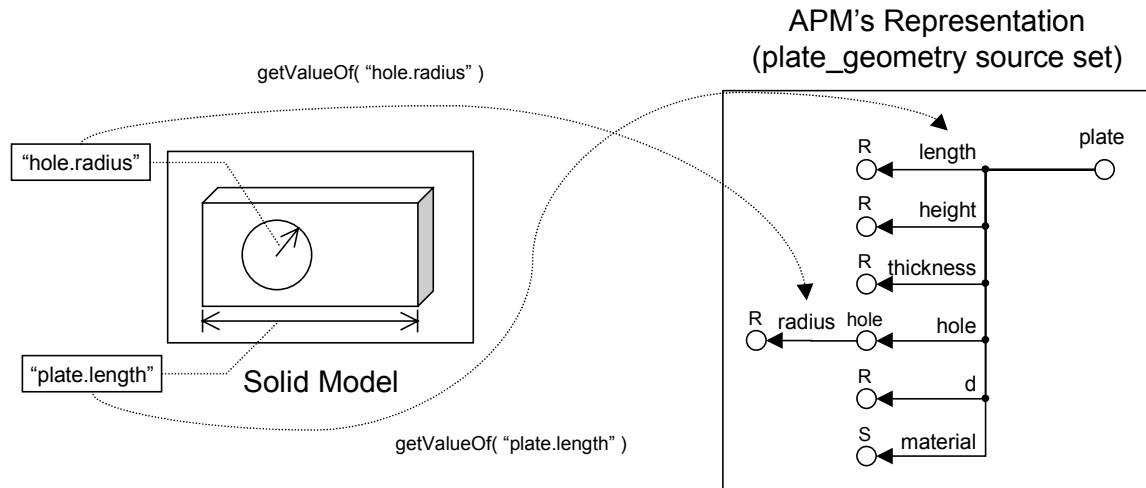 APM's Representation
(plate_geometry source set)
getValueOf( “hole.radius” )
“hole.radius”
plate
R
length
R
height
R
thickness
R
radius
hole
hole
“plate.length”
Solid Model
R
d
getValueOf( “plate.length” )
S
material